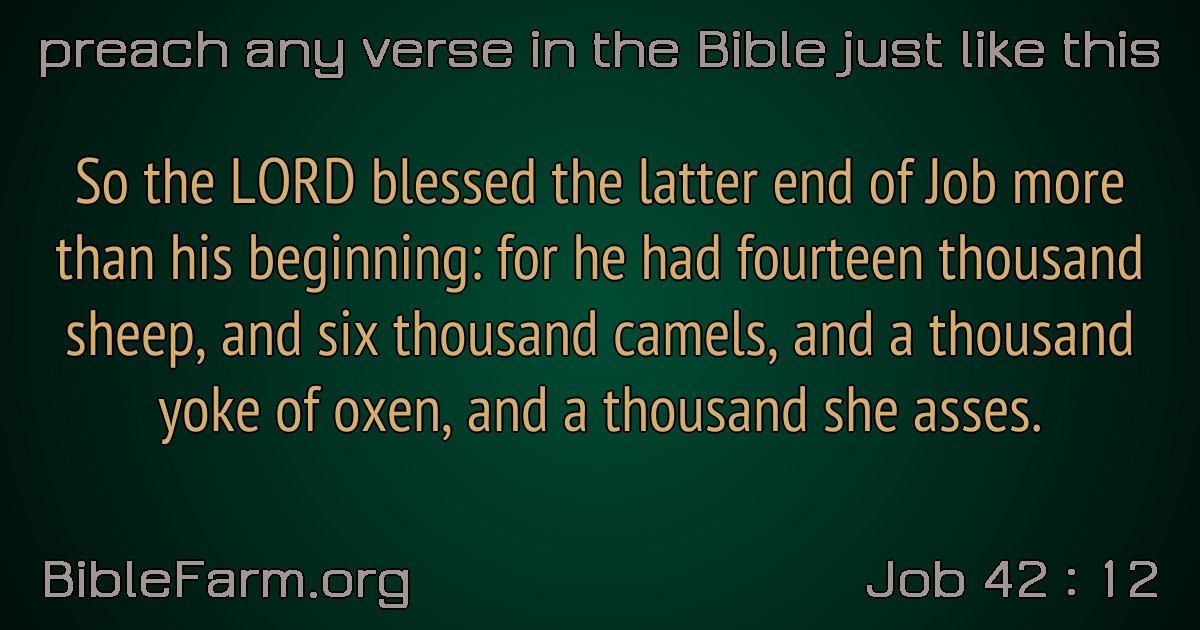 preach any verse in the Bible just like this
So the LORD blessed the latter end of Job more
than his beginning: for he had fourteen thousand
sheep, and six thousand camels, and a thousand
yoke of oxen, and a thousand she asses.
BibleFarm.org
Job 42 : 12